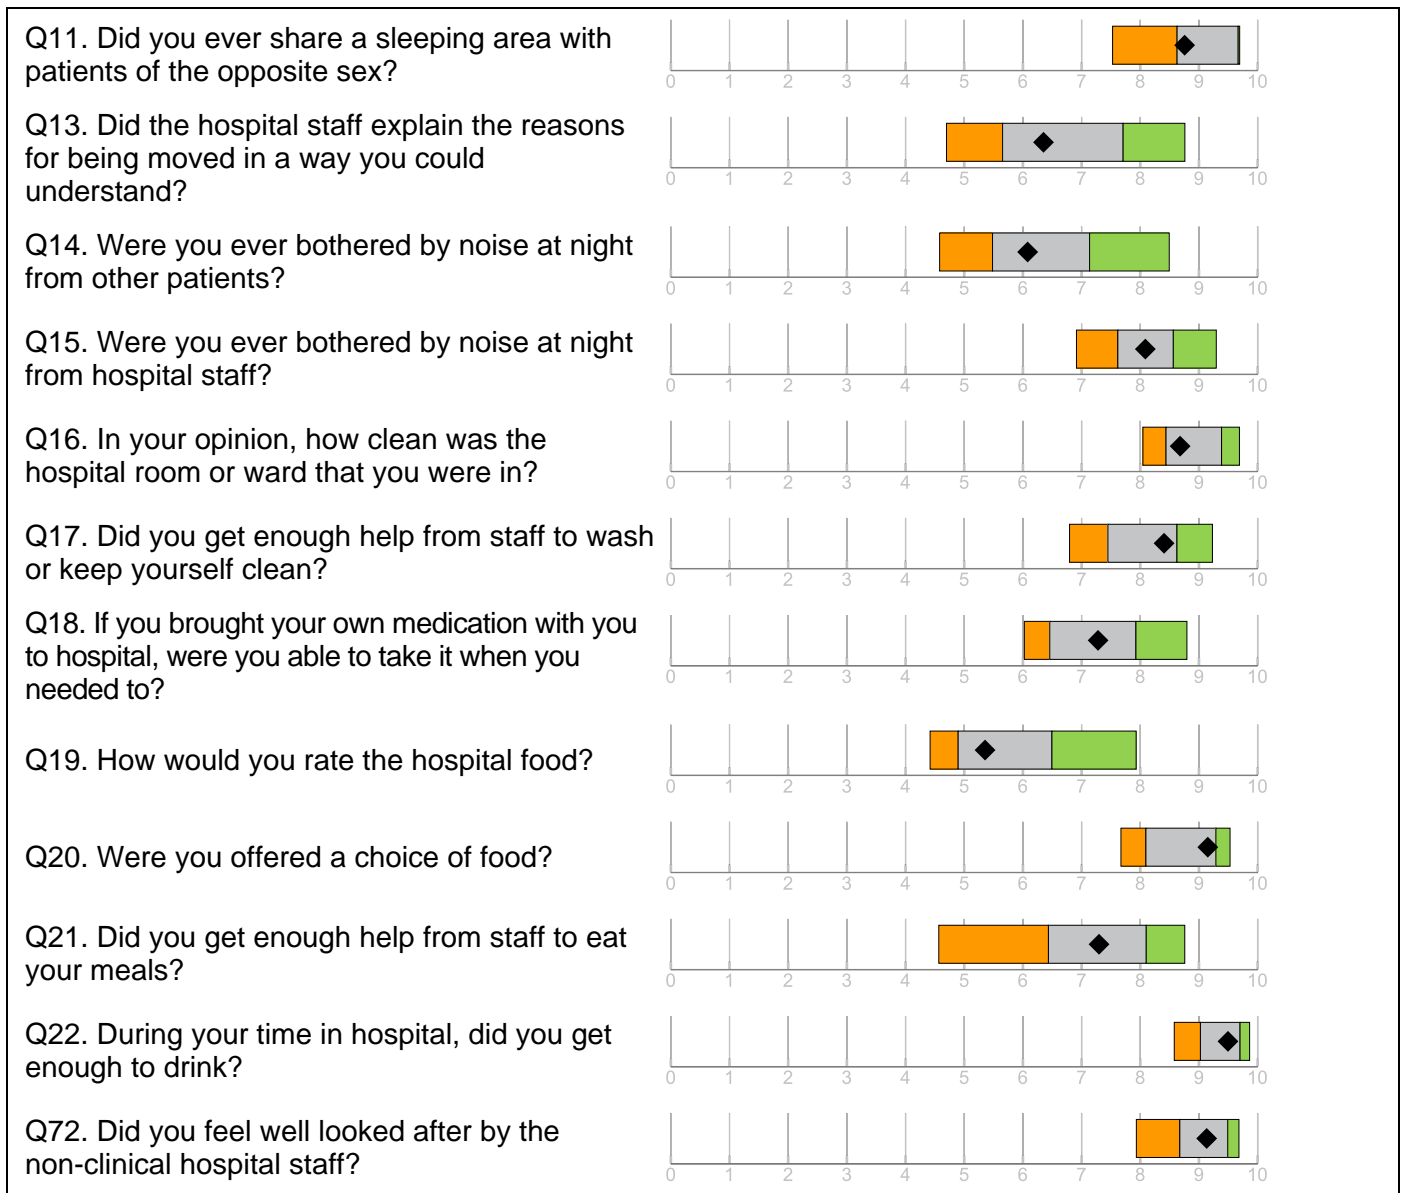 Q11. Did you ever share a sleeping area with
patients of the opposite sex?
0 1 2 3 4 5 6 7 8 9 10
Q13. Did the hospital staff explain the reasons
for being moved in a way you could
understand?
0 1 2 3 4 5 6 7 8 9 10
Q14. Were you ever bothered by noise at night
from other patients?
0 1 2 3 4 5 6 7 8 9 10
Q15. Were you ever bothered by noise at night
from hospital staff?
0 1 2 3 4 5 6 7 8 9 10
Q16. In your opinion, how clean was the
hospital room or ward that you were in?
0 1 2 3 4 5 6 7 8 9 10
Q17. Did you get enough help from staff to wash
or keep yourself clean?
0 1 2 3 4 5 6 7 8 9 10
Q18. If you brought your own medication with you
to hospital, were you able to take it when you
needed to?
0 1 2 3 4 5 6 7 8 9 10
Q19. How would you rate the hospital food?
0 1 2 3 4 5 6 7 8 9 10
Q20. Were you offered a choice of food?
0 1 2 3 4 5 6 7 8 9 10
Q21. Did you get enough help from staff to eat
your meals?
0 1 2 3 4 5 6 7 8 9 10
Q22. During your time in hospital, did you get
enough to drink?
0 1 2 3 4 5 6 7 8 9 10
Q72. Did you feel well looked after by the
non-clinical hospital staff?
0 1 2 3 4 5 6 7 8 9 10